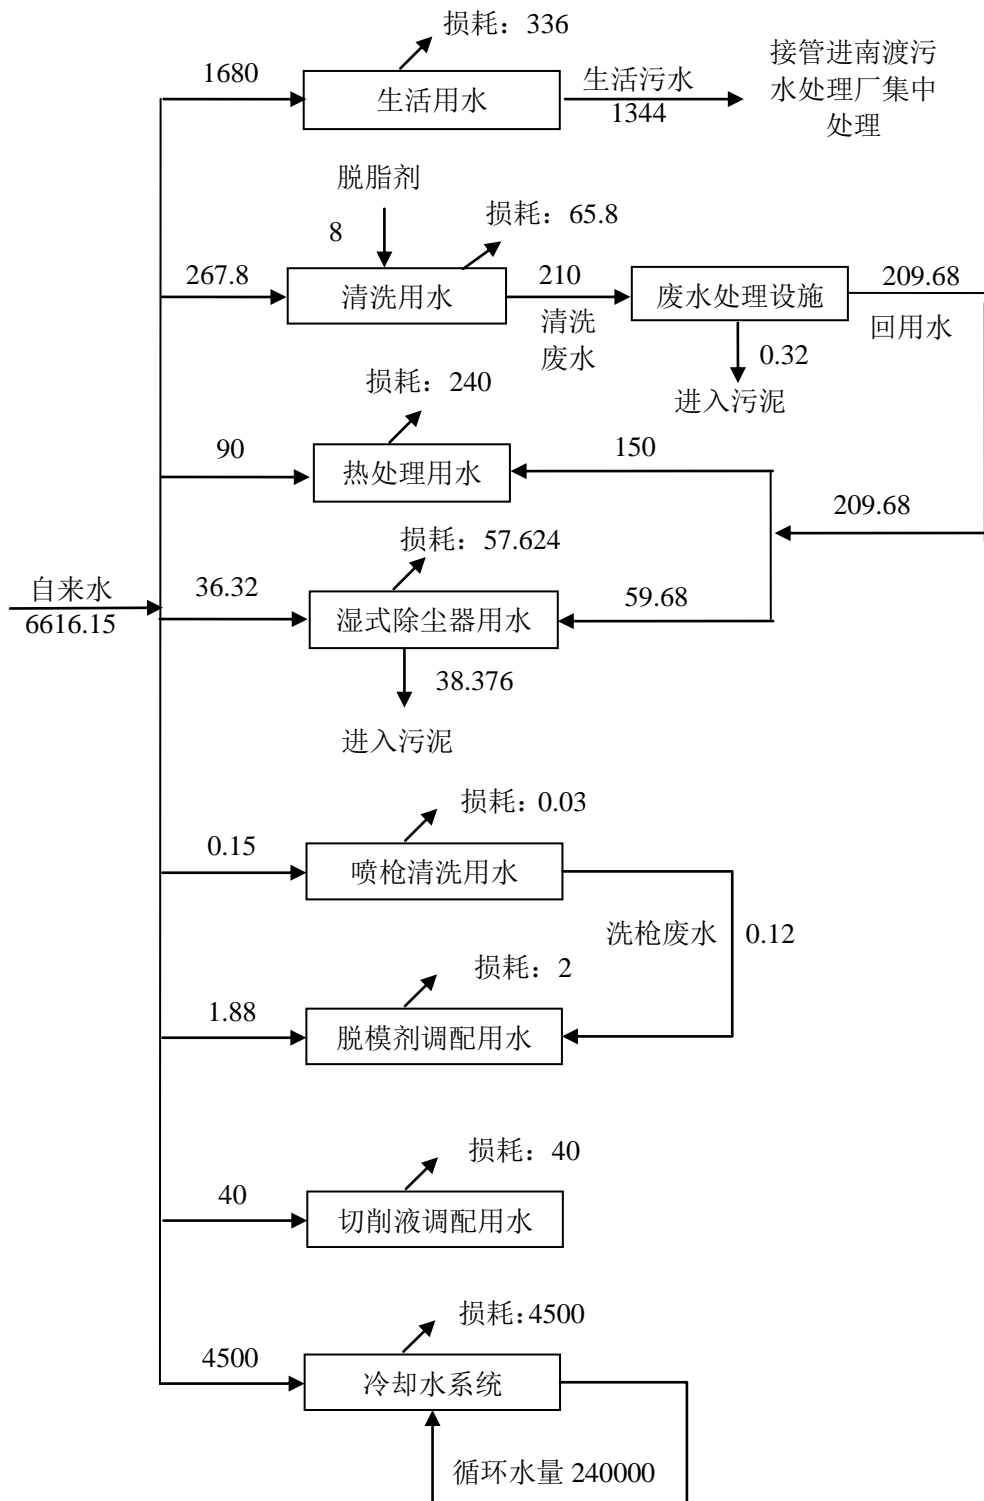 损耗：336
1680
生活用水
生活污水
1344
接管进南渡污
水处理厂集中
处理
脱脂剂
8
损耗：65.8
267.8
清洗用水
210
清洗
废水
废水处理设施
209.68
回用水
0.32
进入污泥
损耗：240
90
热处理用水
150
209.68
损耗：57.624
自来水
6616.15
36.32
湿式除尘器用水
59.68
38.376
进入污泥
损耗：0.03
0.15
喷枪清洗用水
洗枪废水
0.12
损耗：2
1.88
脱模剂调配用水
损耗：40
40
切削液调配用水
损耗：4500
4500
冷却水系统
循环水量 240000